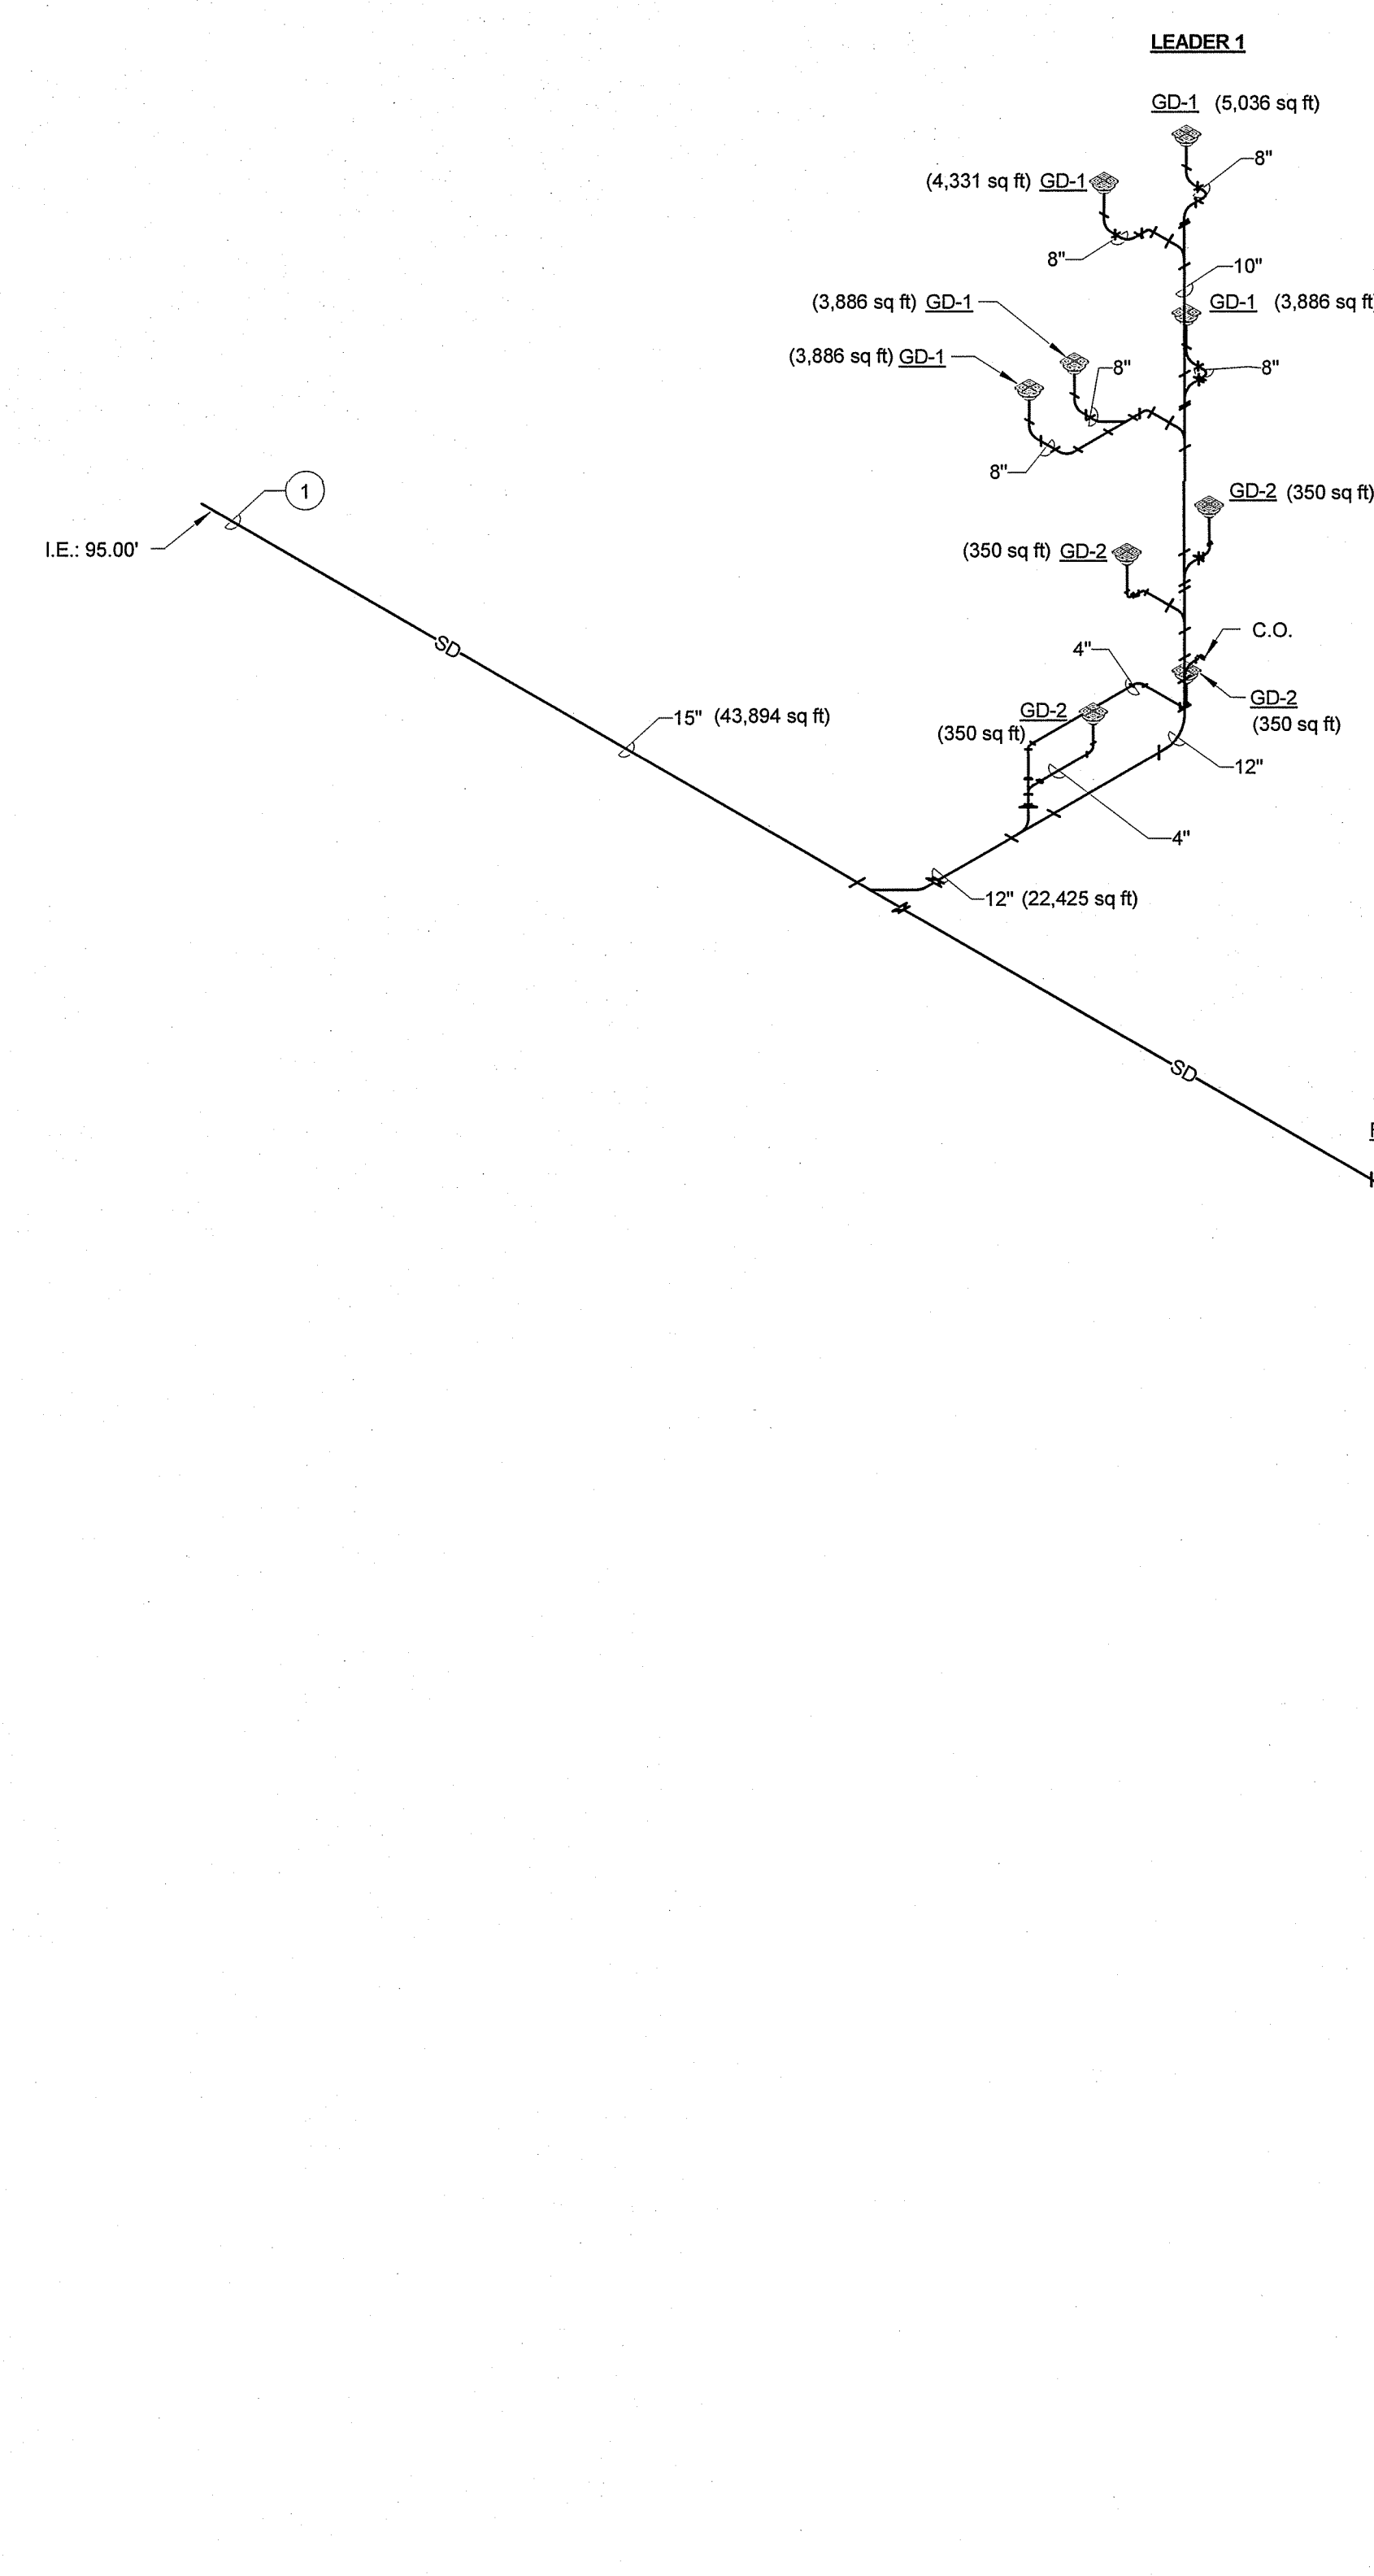 LEADER 1
GD-1 (5,036 sq ft)
8"
(4,331 sq ft) GD-1
8"
10"
(3,886 sq ft) GD-1
GD-1 (3,886 sq ft)
(3,886 sq ft) GD-1
8"
8"
8"
1
GD-2 (350 sq ft)
I.E.: 95.00'
(350 sq ft) GD-2
C.O.
4"
GD-2
(350 sq ft)
GD-2
(350 sq ft)
15" (43,894 sq ft)
12"
4"
12" (22,425 sq ft)
SD
SD